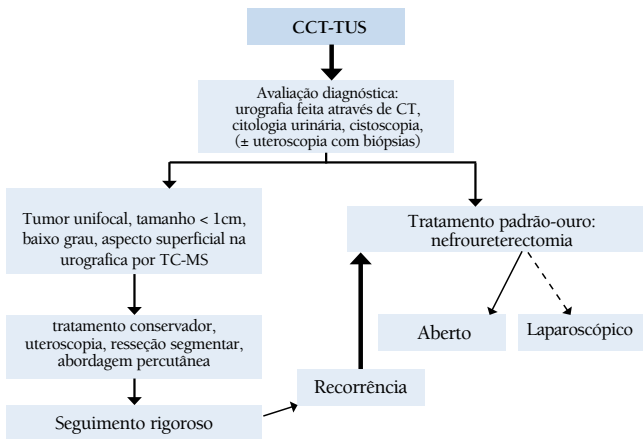 CCT-TUS
Avaliação diagnóstica:
urografia feita através de CT,
citologia urinária, cistoscopia,
(± uteroscopia com biópsias)
Tumor unifocal, tamanho < 1cm,
baixo grau, aspecto superficial na
urografica por TC-MS
Tratamento padrão-ouro:
nefroureterectomia
tratamento conservador,
uteroscopia, resseção segmentar,
abordagem percutânea
Aberto
Laparoscópico
Recorrência
Seguimento rigoroso